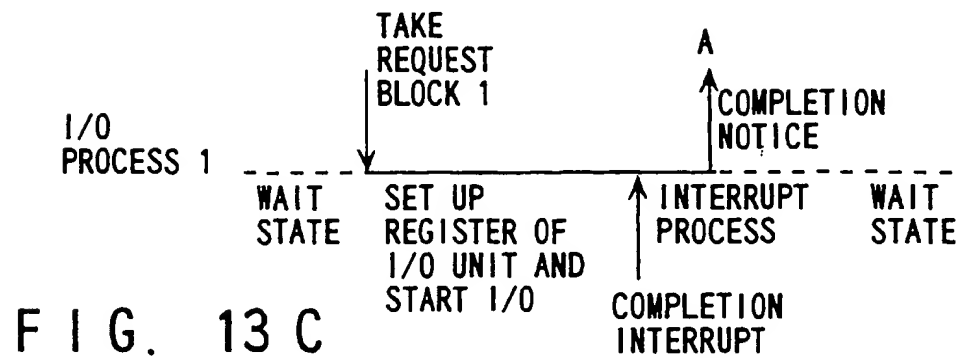 TAKE
REQUEST
BLOCK 1
A
COMPLETION
NOTICE
I/O
PROCESS 1
WAIT
STATE
SET UP
REGISTER OF
I/O UNIT AND
START I/O
INTERRUPT
PROCESS
WAIT
STATE
COMPLETION
INTERRUPT
FIG. 13C